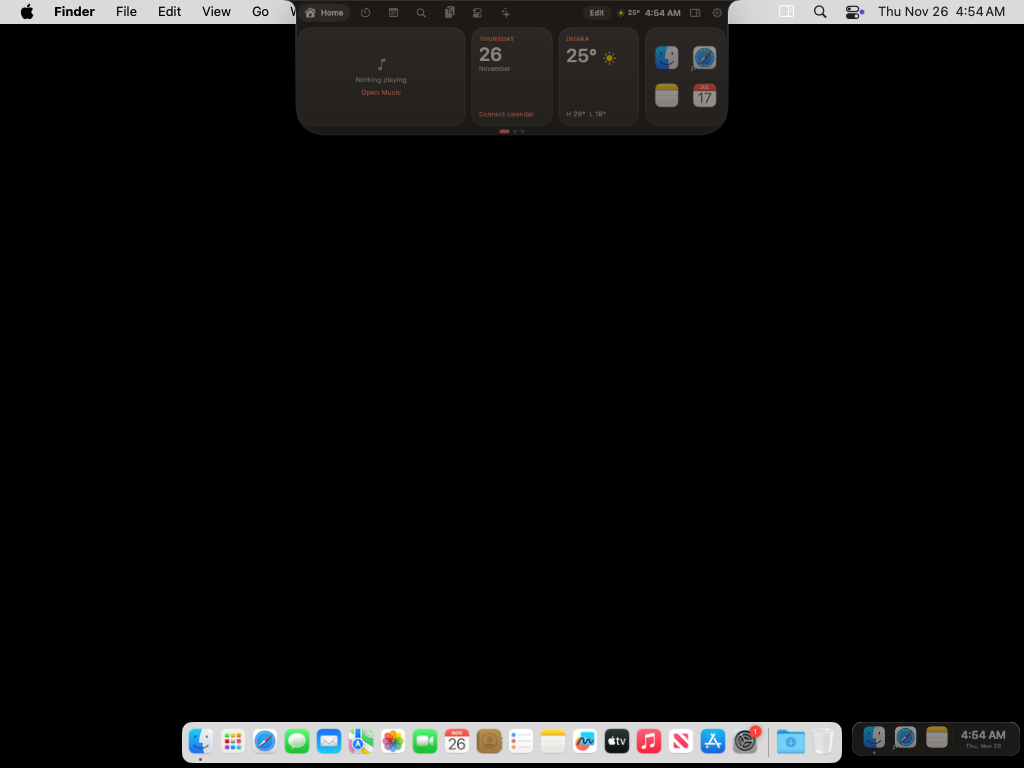 Finder File Edit View Go
Home
Edit 25° 4:54 AM
Thu Nov 26 4:54 AM
Nothing playing
Open Music
THURSDAY
26
November
Connect calendar
DHAKA
25°
H 26° L 18°
JUL
17
NOV
26
tv
1
4:54 AM
Thu, Nov 26